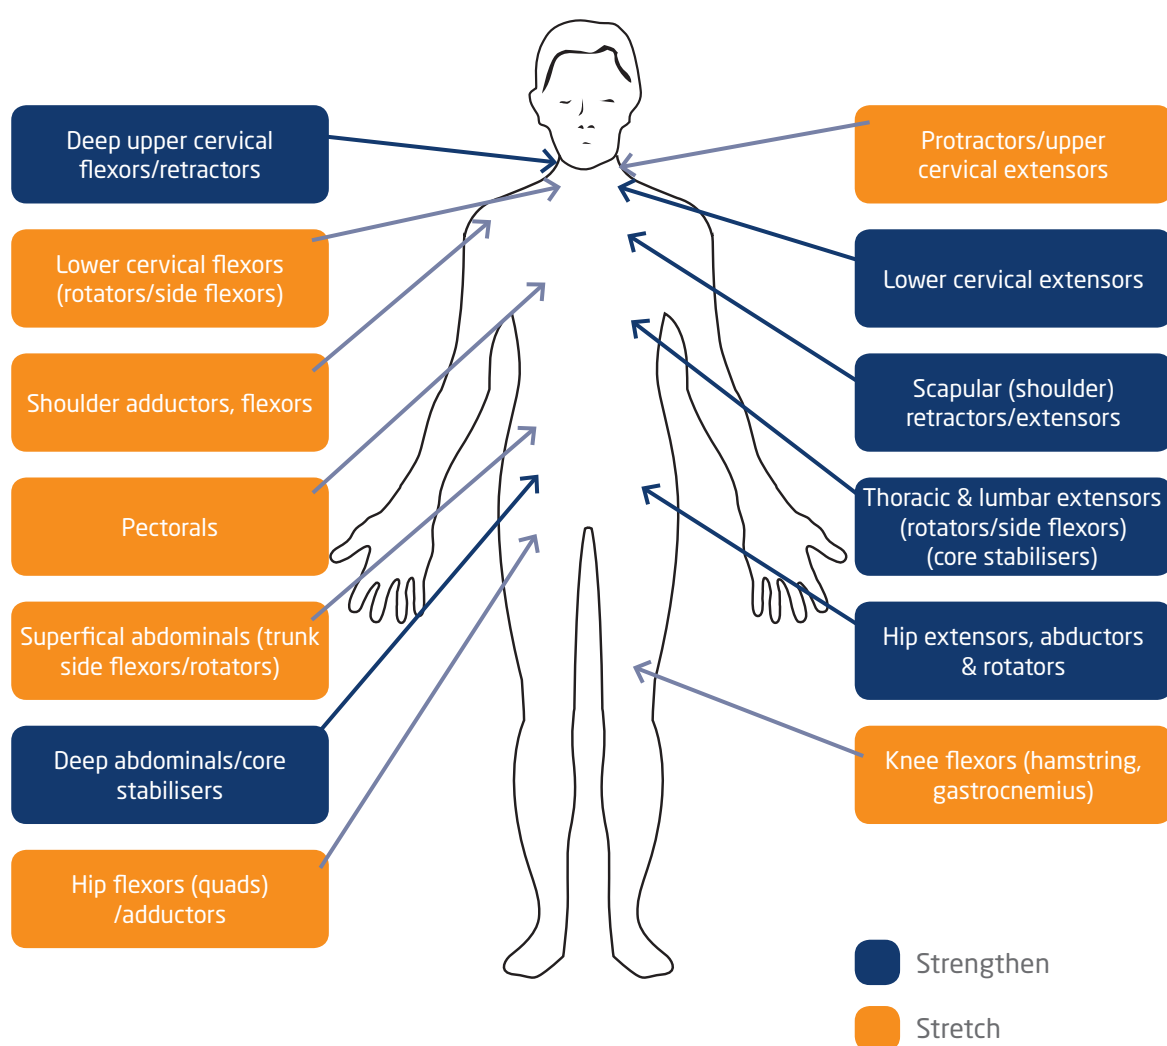 Deep upper cervical
flexors/retractors
Lower cervical flexors
(rotators/side flexors)
Shoulder adductors, flexors
Pectorals
Superfical abdominals (trunk
side flexors/rotators)
Deep abdominals/core
stabilisers
Hip flexors (quads)
/adductors
Protractors/upper
cervical extensors
Lower cervical extensors
Scapular (shoulder)
retractors/extensors
Thoracic & lumbar extensors
(rotators/side flexors)
(core stabilisers)
Hip extensors, abductors
& rotators
Knee flexors (hamstring,
gastrocnemius)
Strengthen
Stretch